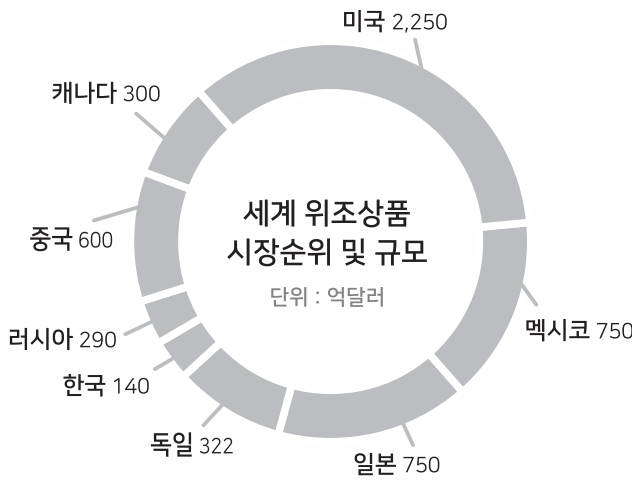 미국 2,250
캐나다 300
중국 600
러시아 290
한국 140
독일 322
일본 750
멕시코 750
세계 위조상품
시장순위 및 규모
단위 : 억달러